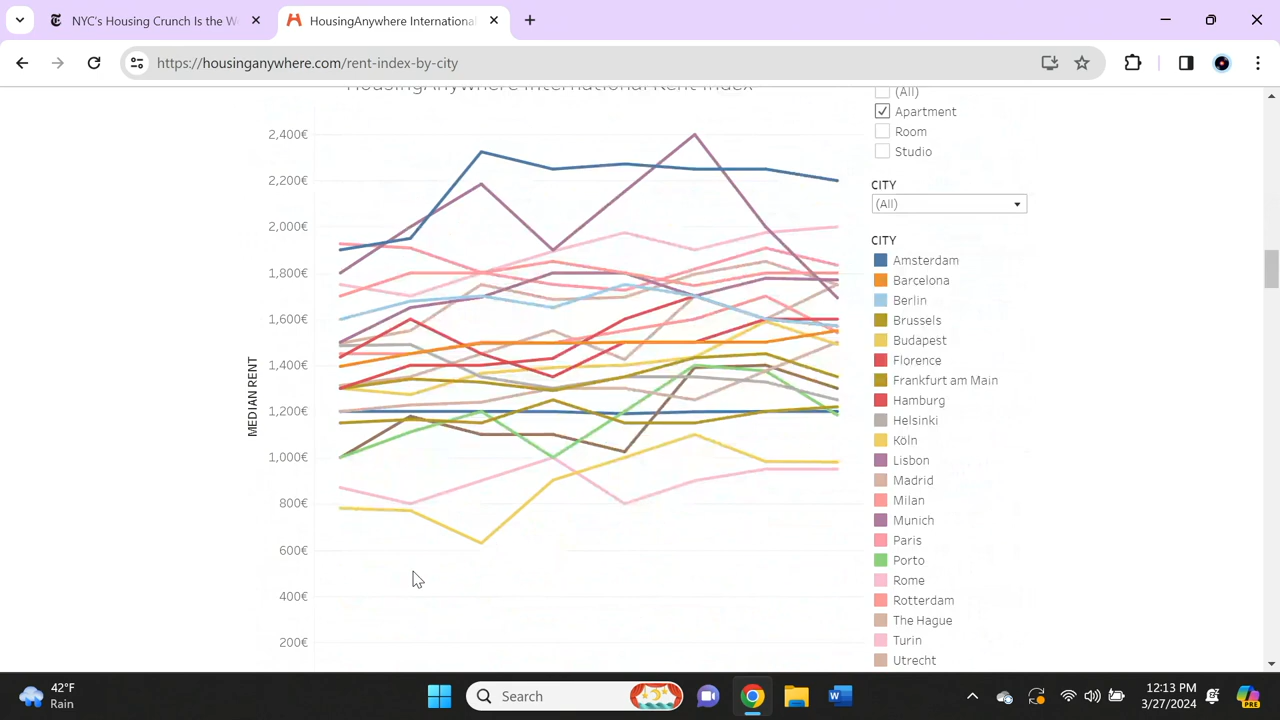 NYC's Housing Crunch Is the W
HousingAnywhere International
https://housinganywhere.com/rent-index-by-city
HousingAnywhere International Rent Index
(All)
Apartment
Room
Studio
CITY
(All)
CITY
Amsterdam
Barcelona
Berlin
Brussels
Budapest
Florence
Frankfurt am Main
Hamburg
Helsinki
Köln
Lisbon
Madrid
Milan
Munich
Paris
Porto
Rome
Rotterdam
The Hague
Turin
Utrecht
MEDIAN RENT
2,400€
2,200€
2,000€
1,800€
1,600€
1,400€
1,200€
1,000€
800€
600€
400€
200€
42°F
Rain
Search
PRE
12:13 PM